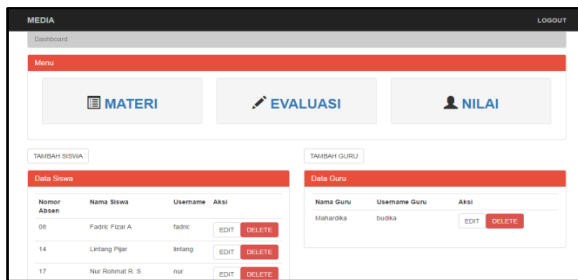 MEDIA LOGOUT
Dashboard
Menu
MATERI EVALUASI NILAI
TAMBAH SISWA TAMBAH GURU
Data Siswa
Nomor Absen Nama Siswa Username Aksi
08 Fadric Fizar A fadric EDIT DELETE
14 Lintang Pijar lintang EDIT DELETE
17 Nur Rohmat R. S nur EDIT DELETE
Data Guru
Nama Guru Username Guru Aksi
Mahardika budika EDIT DELETE